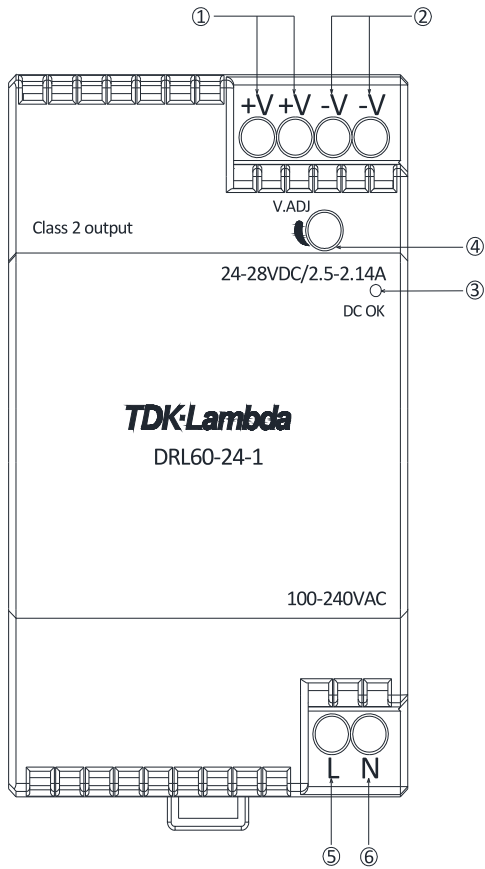 ① ②
+V +V -V -V
V.ADJ
Class 2 output
④
24-28VDC/2.5-2.14A
③
DC OK
TDK·Lambda
DRL60-24-1
100-240VAC
L N
⑤ ⑥